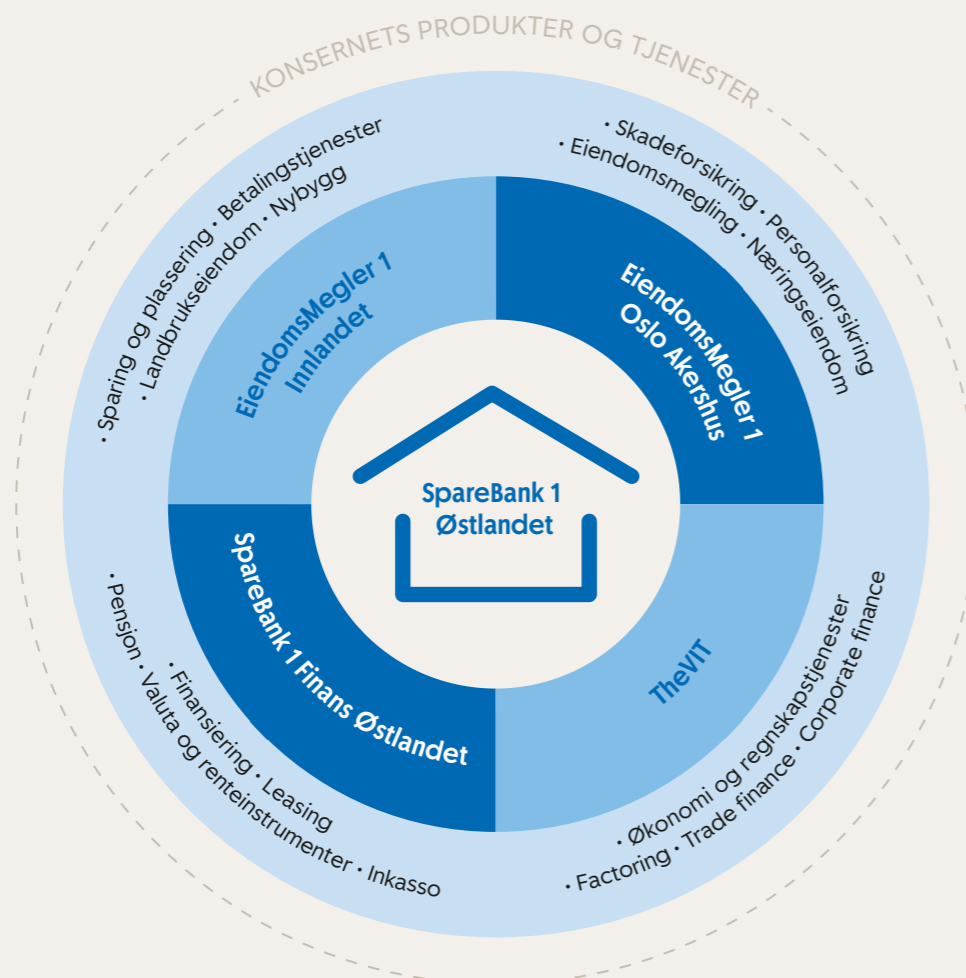 KONSERNETS PRODUKTER OG TJENESTER
· Sparing og plassering · Betalingstjenester
· Landbrukseiendom · Nybygg
· Skadeforsikring · Personalforsikring
· Eiendomsmegling · Næringseiendom
EiendomsMegler 1
Innlandet
EiendomsMegler 1
Oslo Akershus
SpareBank 1
Østlandet
SpareBank 1 Finans Østlandet
TheVIT
· Finansiering · Leasing
· Pensjon · Valuta og renteinstrumenter · Inkasso
· Økonomi og regnskapstjenester
· Factoring · Trade finance · Corporate finance